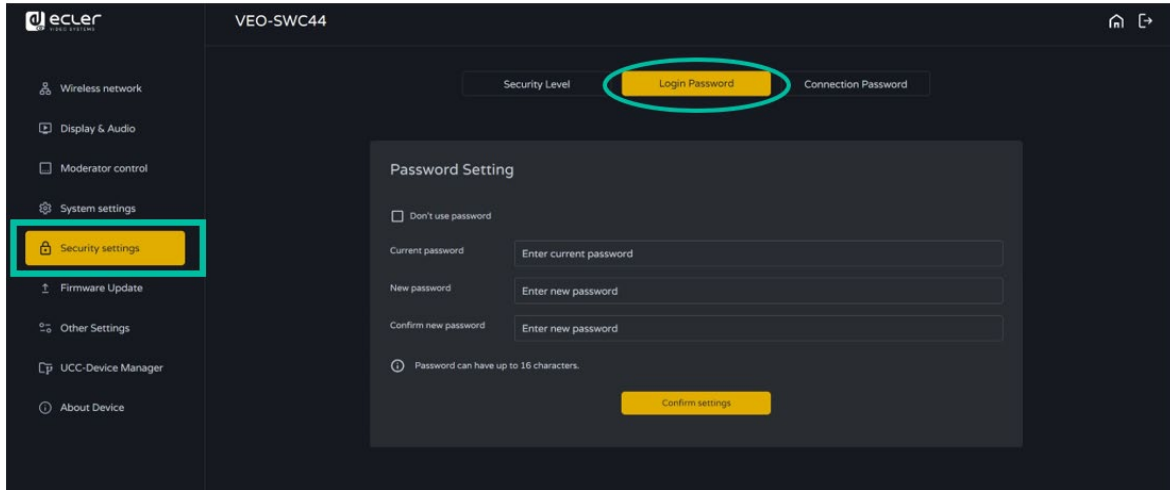 ecler
VIDEO SYSTEMS
VEO-SWC44
Wireless network
Display & Audio
Moderator control
System settings
Security settings
Firmware Update
Other Settings
UCC-Device Manager
About Device
Security Level
Login Password
Connection Password
Password Setting
Don't use password
Current password
Enter current password
New password
Enter new password
Confirm new password
Enter new password
Password can have up to 16 characters.
Confirm settings